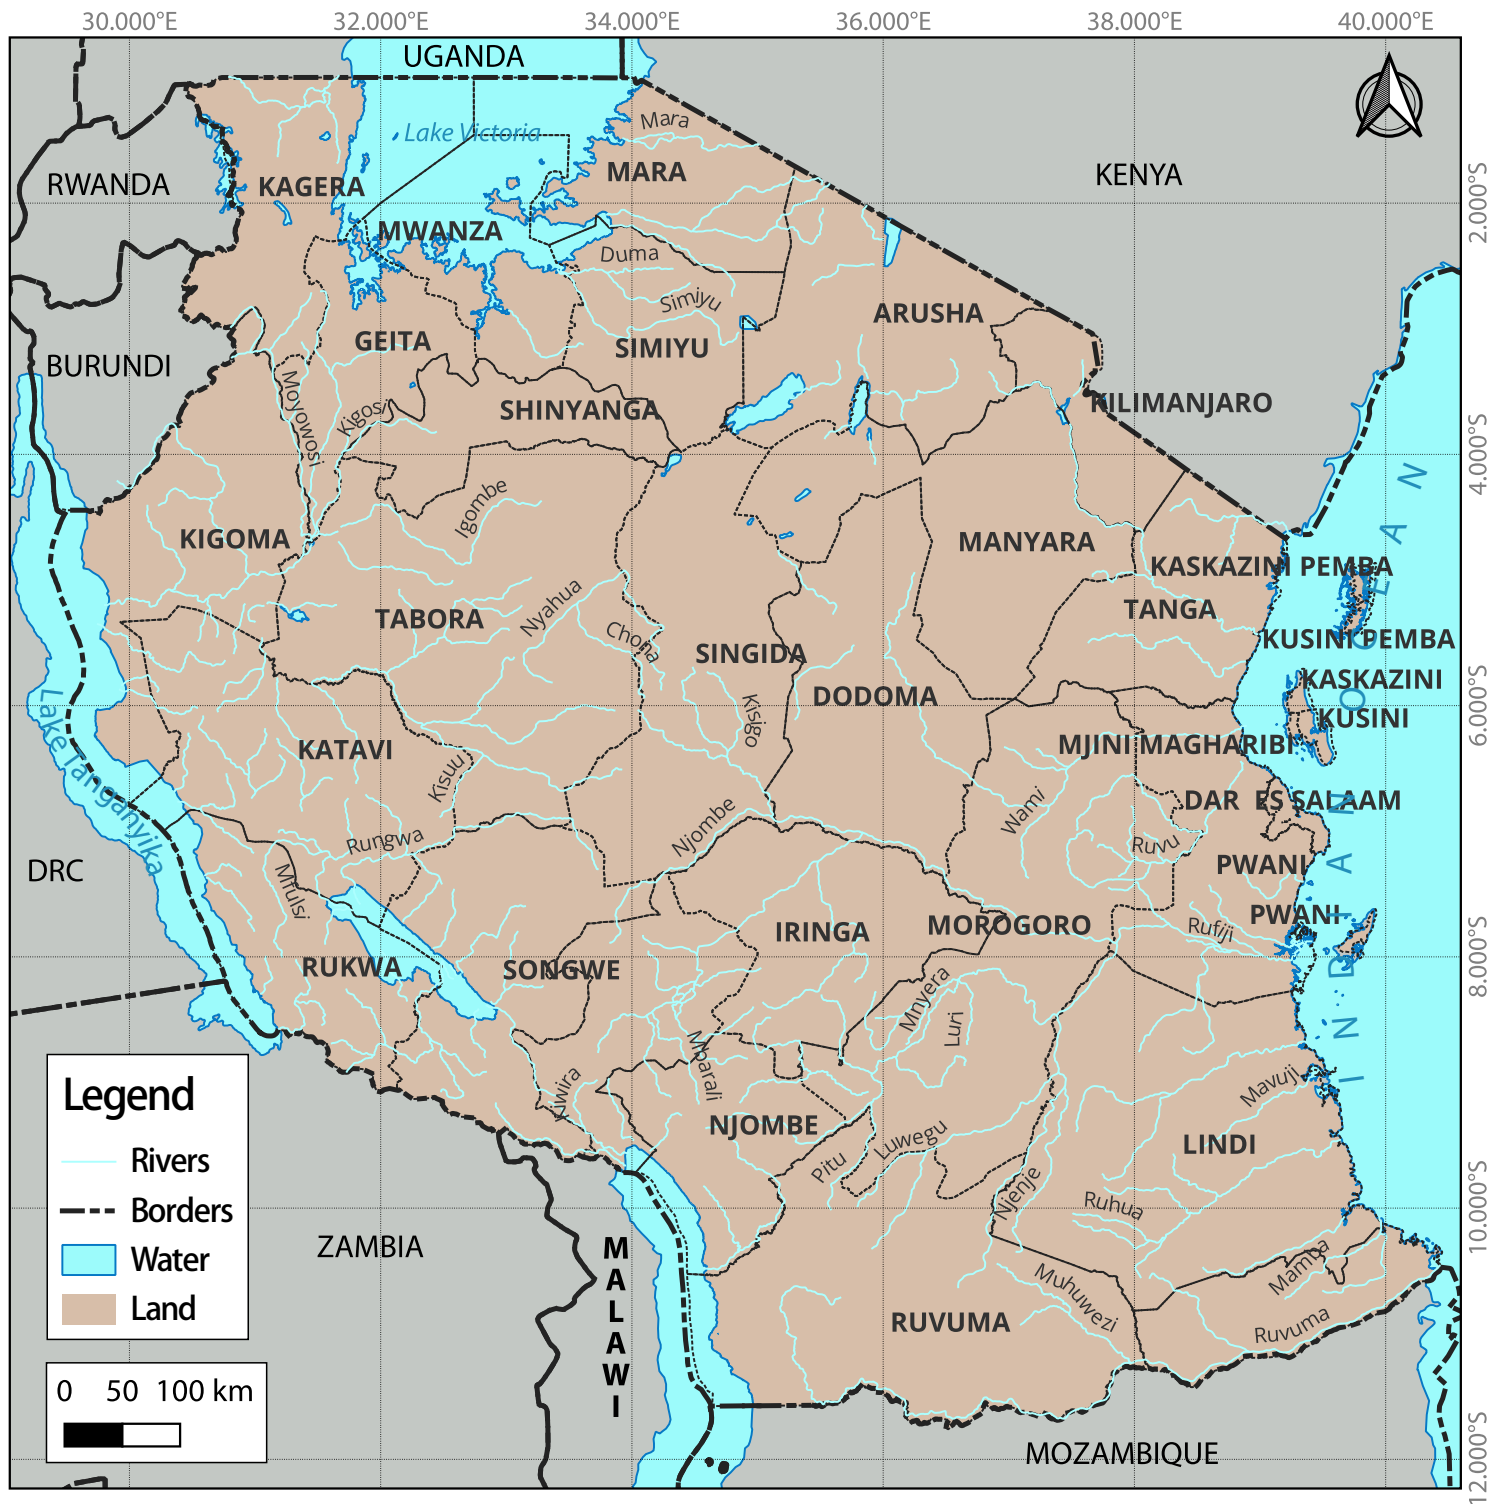 30.000°E 32.000°E 34.000°E 36.000°E 38.000°E 40.000°E
UGANDA
Mara
Lake Victoria
RWANDA
KAGERA
MARA
KENYA
2.000°S
MWANZA
Duma
Simiyu
ARUSHA
GEITA
SIMIYU
BURUNDI
KILIMANJARO
SHINYANGA
Moyowosi
Kigosi
4.000°S
Igombe
KIGOMA
MANYARA
KASKAZINI PEMBA
TANGA
TABORA
Nyahua
Chona
KUSINI PEMBA
SINGIDA
KASKAZINI
DODOMA
KUSINI
Kisigo
6.000°S
MJINI MAGHARIBI
KATAVI
Kisuu
Lake Tanganyika
DAR ES SALAAM
Wami
Njombe
Rungwa
Ruvu
PWANI
DRC
Mfulsi
PWANI
IRINGA
MOROGORO
Rufiji
RUKWA
SONGWE
8.000°S
INDIAN OCEAN
Mnyera
Luri
Mbarali
Kiwira
Mavuji
NJOMBE
Luwegu
LINDI
Pitu
Njenje
Ruhua
10.000°S
ZAMBIA
MALAWI
Mamba
Muhuwezi
RUVUMA
Ruvuma
MOZAMBIQUE
12.000°S
Legend
Rivers
Borders
Water
Land
0 50 100 km